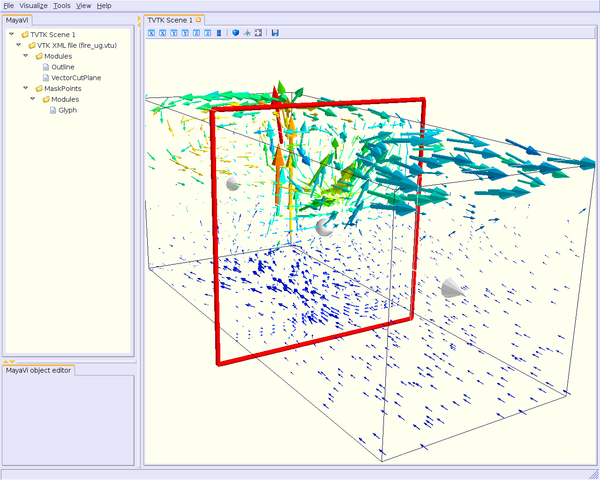 File Visualize Tools View Help
MayaVi
TVTK Scene 1
TVTK Scene 1
VTK XML file (fire_ug.vtu)
Modules
Outline
VectorCutPlane
MaskPoints
Modules
Glyph
MayaVi object editor